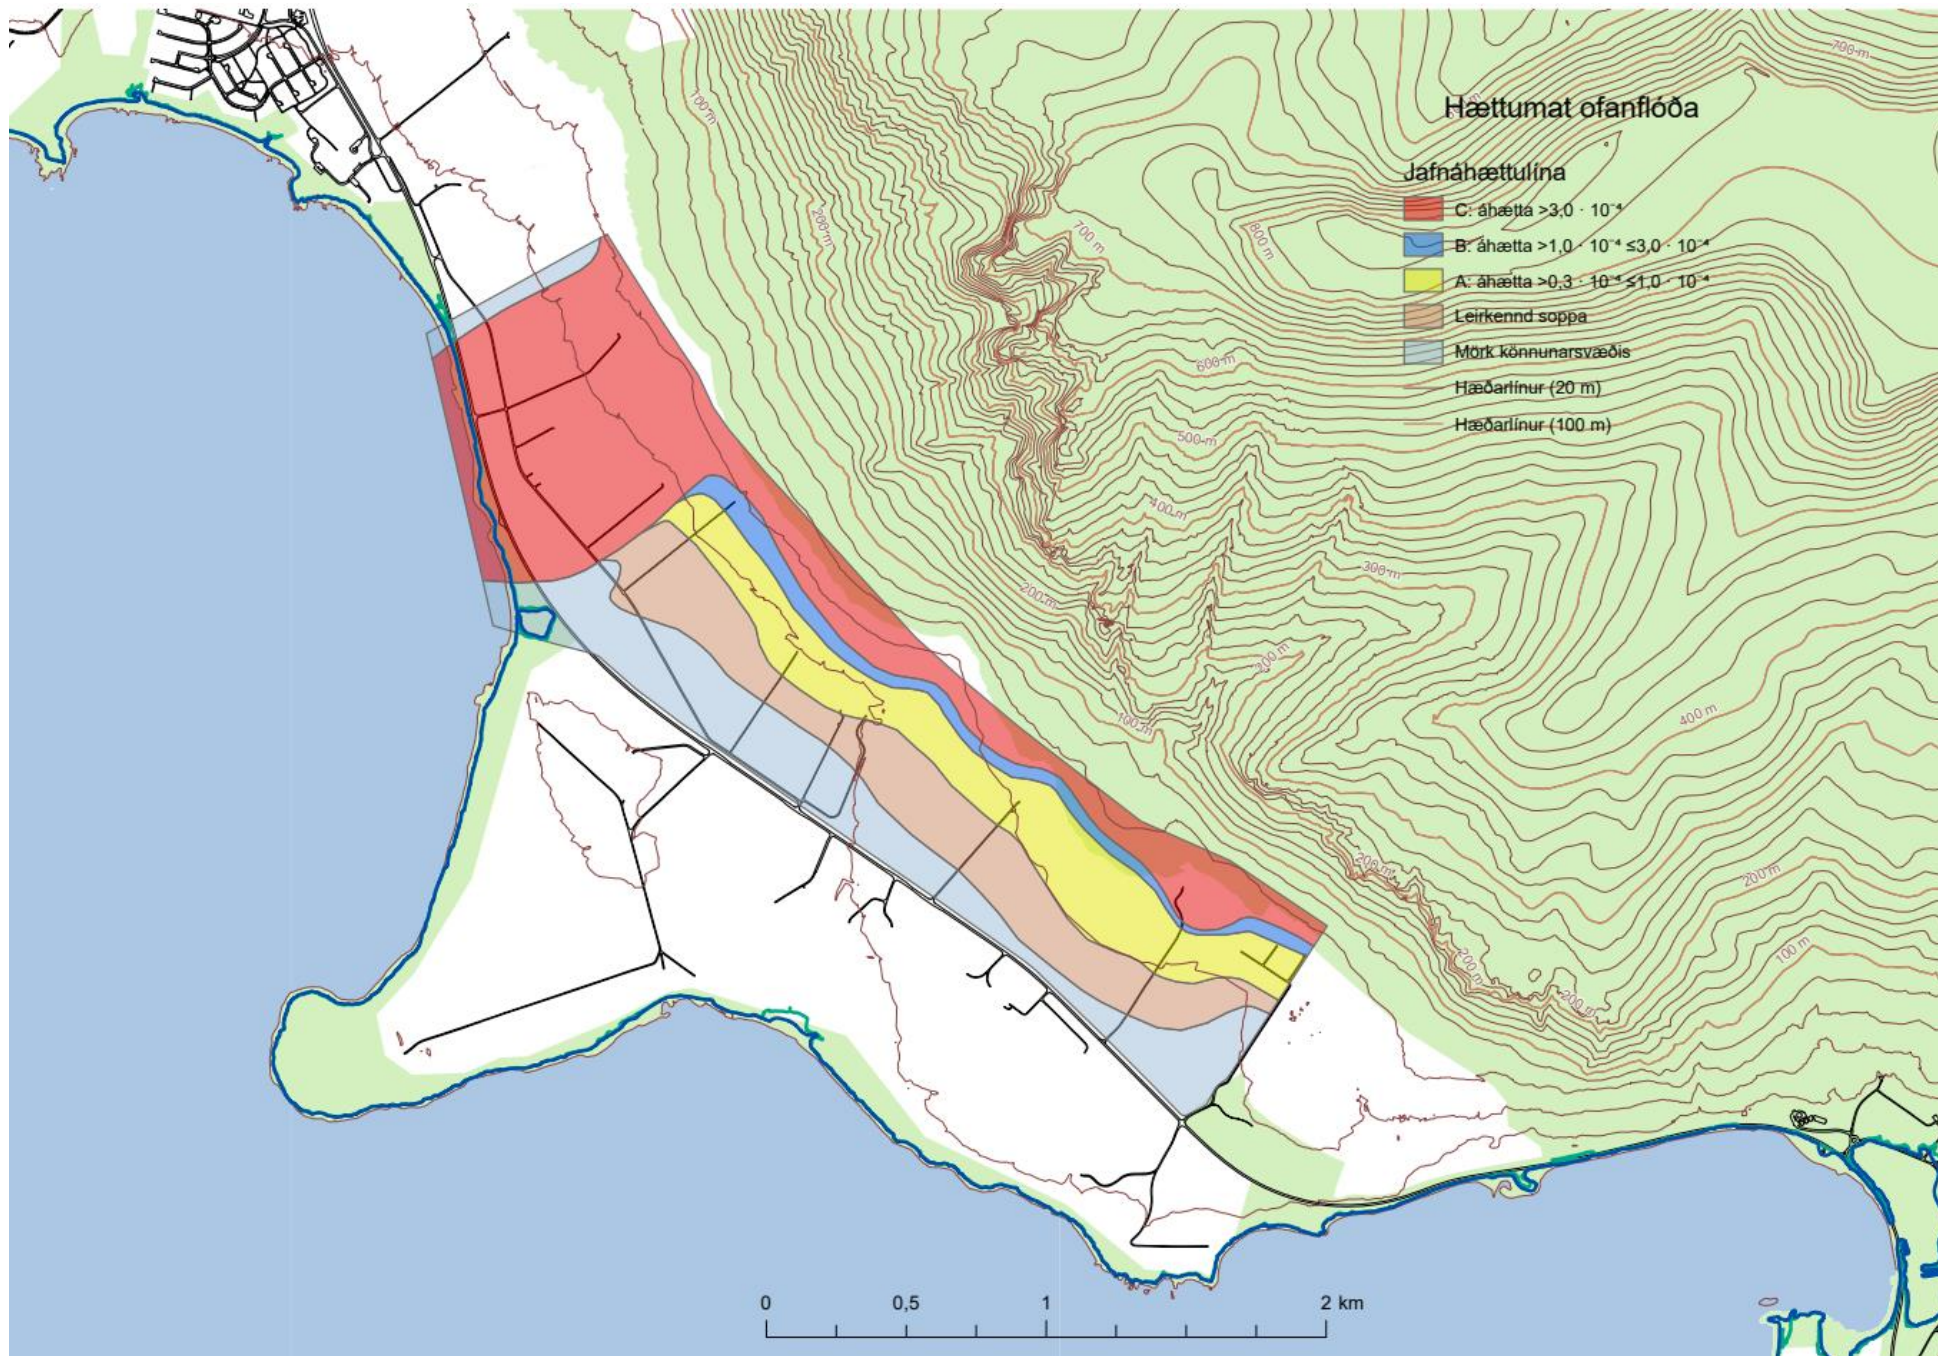 700 m
Hættumat ofanflóða
100 m
Jafnáhættulína
C: áhætta >3,0 · 10⁻⁴
200 m
700 m
800 m
B: áhætta >1,0 · 10⁻⁴ ≤3,0 · 10⁻⁴
A: áhætta >0,3 · 10⁻⁴ ≤1,0 · 10⁻⁴
Leirkennd soppa
Mörk könnunarsvæðis
600 m
Hæðarlínur (20 m)
Hæðarlínur (100 m)
500 m
400 m
300 m
200 m
300 m
400 m
100 m
200 m
200 m
200 m
100 m
200 m
0 0,5 1 2 km